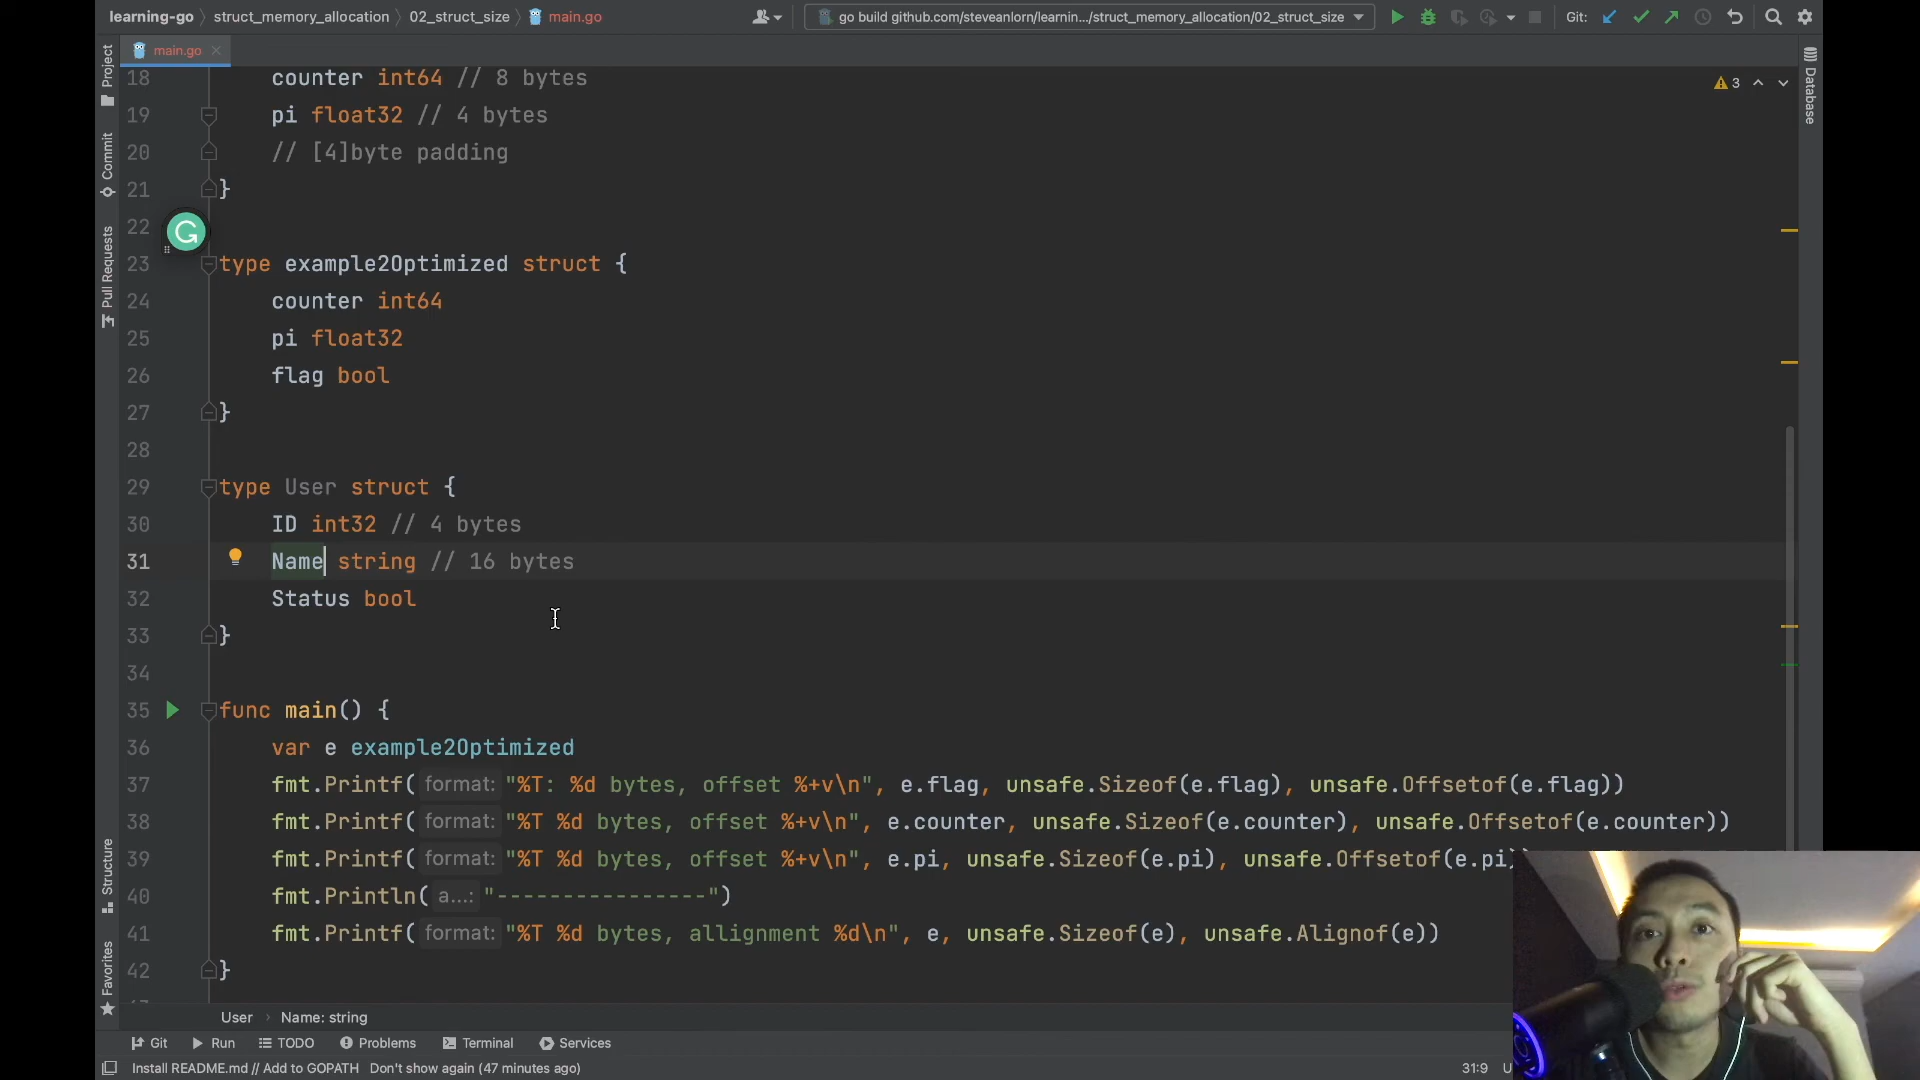 learning-go › struct_memory_allocation › 02_struct_size › main.go
go build github.com/steveanlorn/learnin.../struct_memory_allocation/02_struct_size
Git:
main.go
Project
Commit
Pull Requests
Structure
Favorites
Database
3
18 counter int64 // 8 bytes
19 pi float32 // 4 bytes
20 // [4]byte padding
21 }
22
23 type example2Optimized struct {
24 counter int64
25 pi float32
26 flag bool
27 }
28
29 type User struct {
30 ID int32 // 4 bytes
31 Name string // 16 bytes
32 Status bool
33 }
34
35 func main() {
36 var e example2Optimized
37 fmt.Printf( format: "%T: %d bytes, offset %+v\n", e.flag, unsafe.Sizeof(e.flag), unsafe.Offsetof(e.flag))
38 fmt.Printf( format: "%T %d bytes, offset %+v\n", e.counter, unsafe.Sizeof(e.counter), unsafe.Offsetof(e.counter))
39 fmt.Printf( format: "%T %d bytes, offset %+v\n", e.pi, unsafe.Sizeof(e.pi), unsafe.Offsetof(e.pi))
40 fmt.Println( a...: "----------------")
41 fmt.Printf( format: "%T %d bytes, allignment %d\n", e, unsafe.Sizeof(e), unsafe.Alignof(e))
42 }
User › Name: string
Git Run TODO Problems Terminal Services
Install README.md // Add to GOPATH Don't show again (47 minutes ago) 31:9